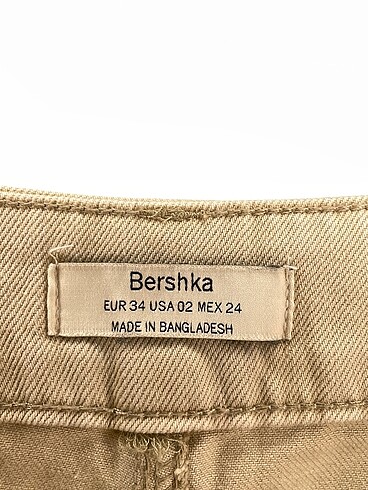 Bershka
EUR 34 USA 02 MEX 24
MADE IN BANGLADESH